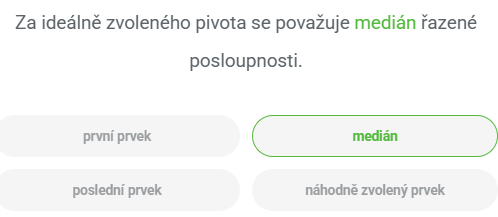 Za ideálně zvoleného pivota se považuje medián řazené
posloupnosti.
první prvek
medián
poslední prvek
náhodně zvolený prvek